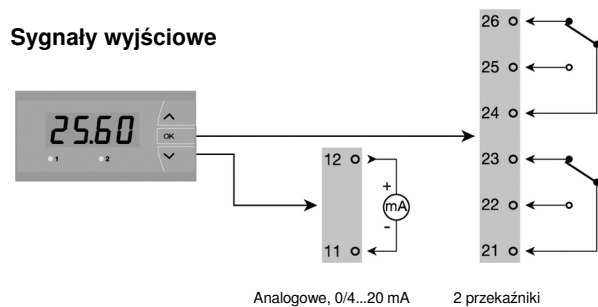 Sygnały wyjściowe
25.60
OK
1 2
12
+
mA
-
11
26
25
24
23
22
21
Analogowe, 0/4...20 mA
2 przekaźniki